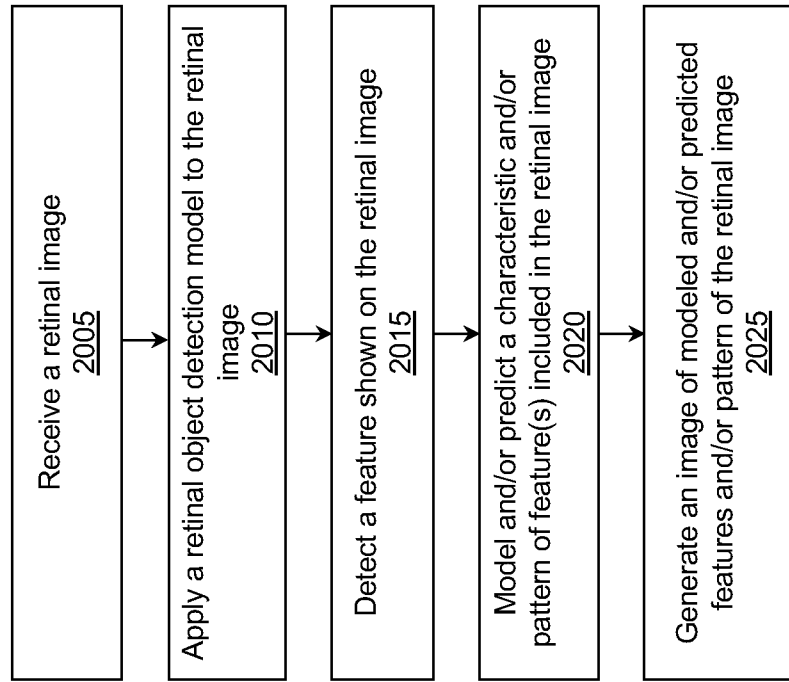 Receive a retinal image
2005
Apply a retinal object detection model to the retinal
image
2010
Detect a feature shown on the retinal image
2015
Model and/or predict a characteristic and/or
pattern of feature(s) included in the retinal image
2020
Generate an image of modeled and/or predicted
features and/or pattern of the retinal image
2025